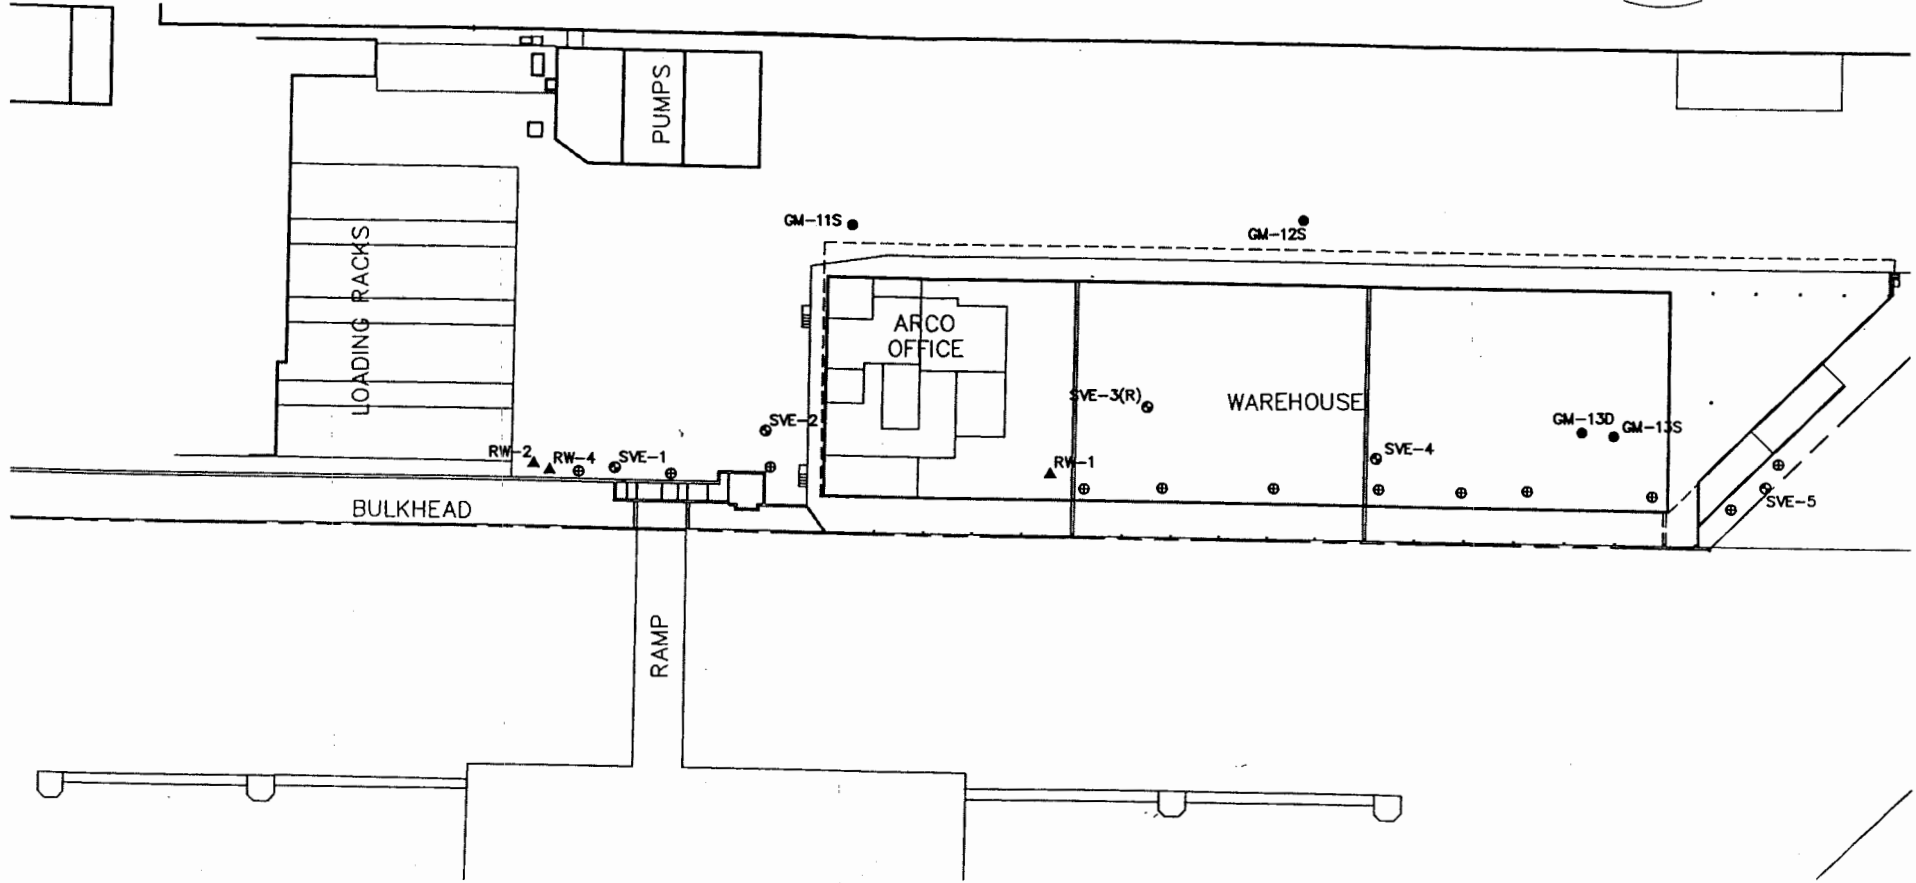 PUMPS
GM-11S
GM-12S
LOADING RACKS
ARCO
OFFICE
SVE-3(R)
WAREHOUSE
SVE-2
GM-13D
GM-13S
RW-2
RW-4
SVE-1
RW-1
SVE-4
SVE-5
BULKHEAD
RAMP